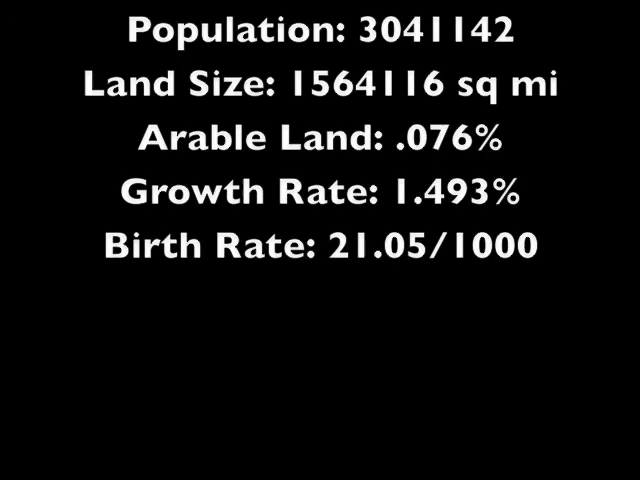 Population: 3041142
Land Size: 1564116 sq mi
Arable Land: .076%
Growth Rate: 1.493%
Birth Rate: 21.05/1000